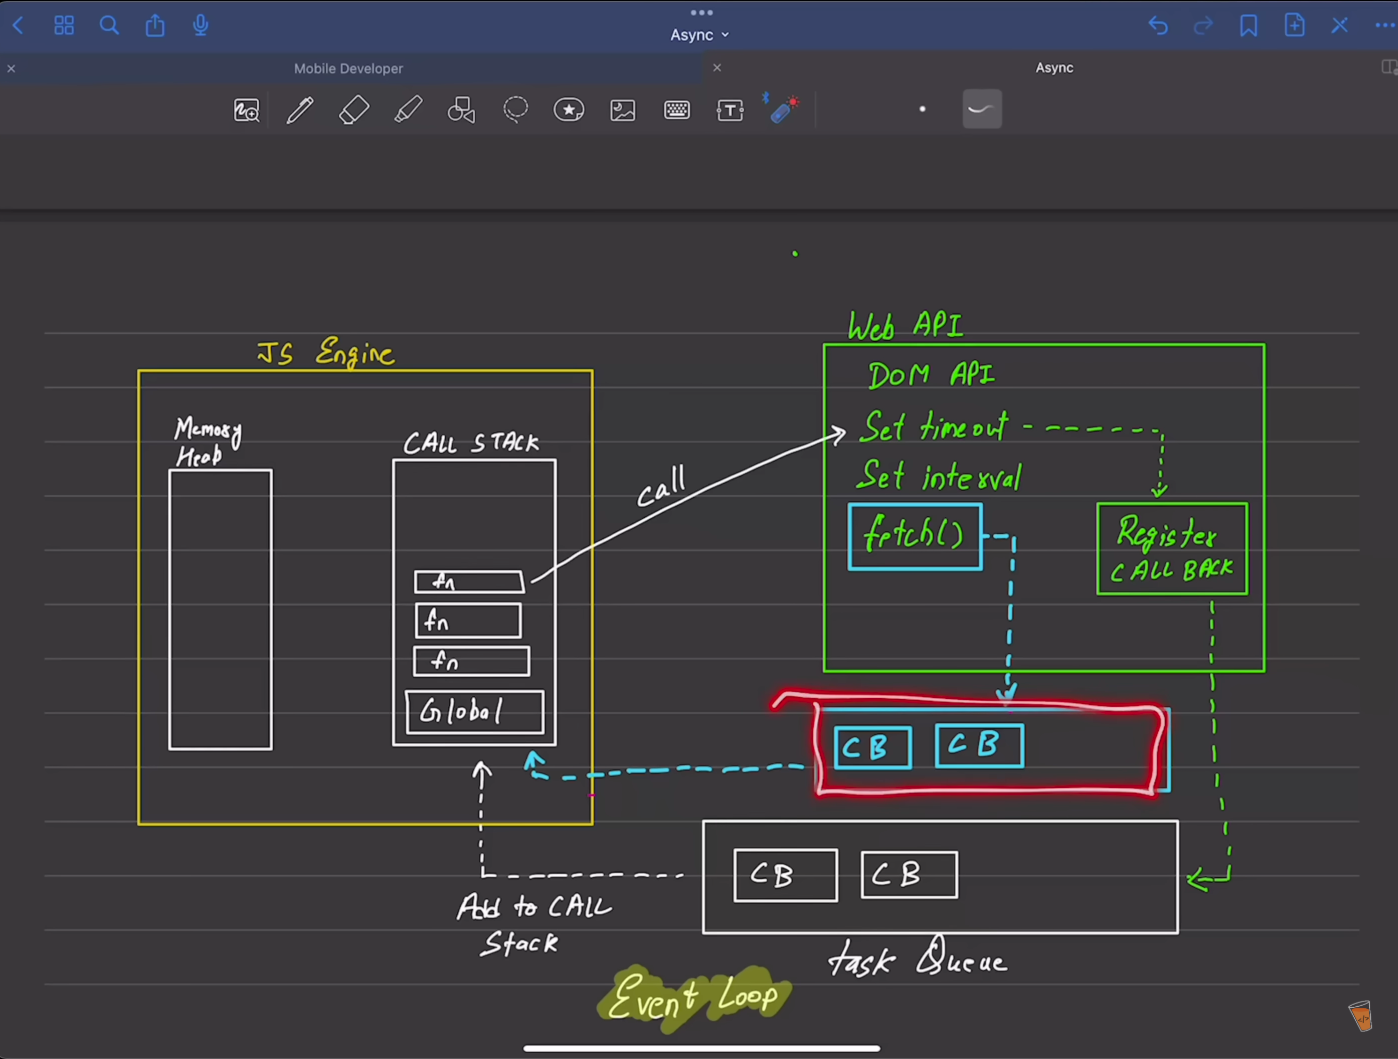 Async
Mobile Developer
Async
T
Web API
JS Engine
DOM API
Memory
Heap
CALL STACK
Set timeout
call
Set interval
fetch()
Register
CALL BACK
fn
fn
fn
Global
CB
CB
CB
CB
Add to CALL
Stack
task Queue
Event Loop